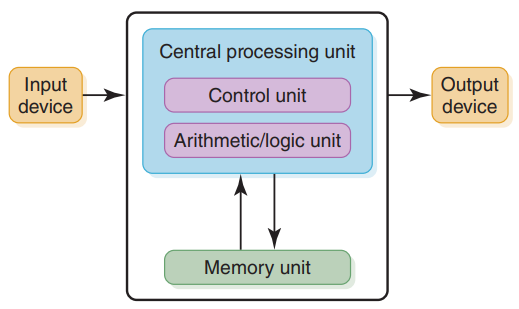 Central processing unit
Control unit
Arithmetic/logic unit
Input
device
Output
device
Memory unit